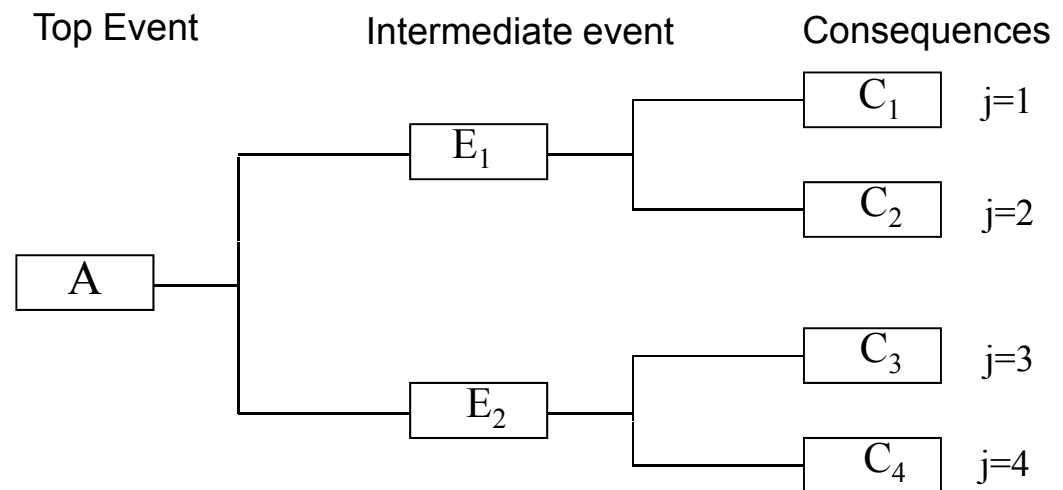 Top Event Intermediate event Consequences
C₁ j=1
E₁
C₂ j=2
A
C₃ j=3
E₂
C₄ j=4